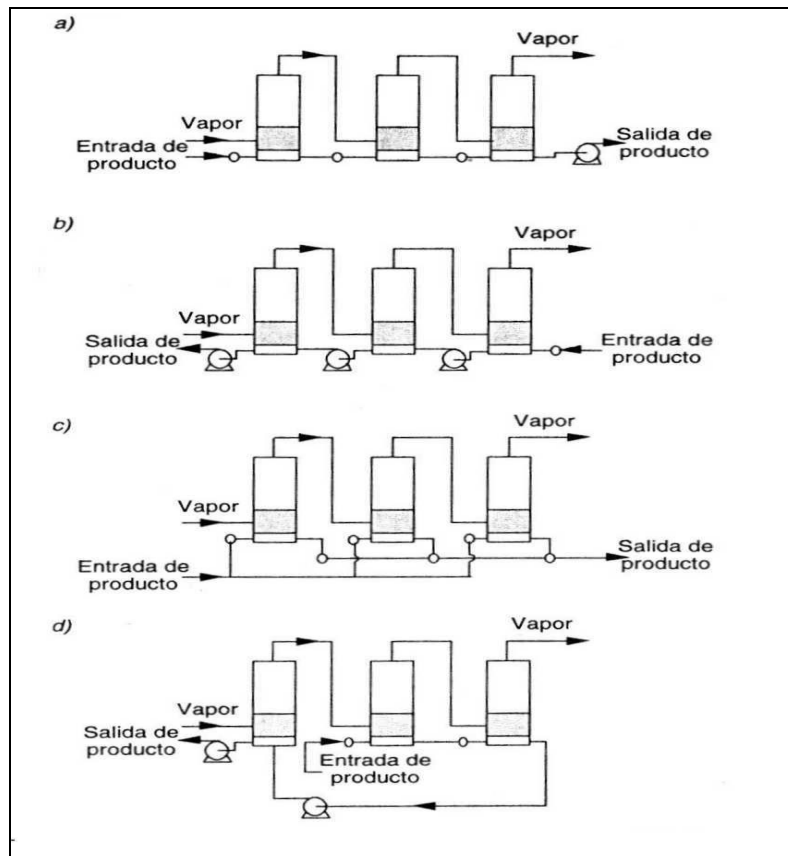 a)
Vapor
Vapor
Entrada de
producto
Salida de
producto
b)
Vapor
Vapor
Salida de
producto
Entrada de
producto
c)
Vapor
Vapor
Entrada de
producto
Salida de
producto
d)
Vapor
Vapor
Salida de
producto
Entrada de
producto